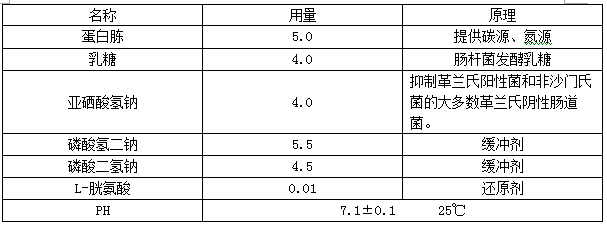 名称 用量 原理
蛋白胨 5.0 提供碳源、氮源
乳糖 4.0 肠杆菌发酵乳糖
亚硒酸氢钠 4.0 抑制革兰氏阳性菌和非沙门氏
菌的大多数革兰氏阴性肠道
菌。
磷酸氢二钠 5.5 缓冲剂
磷酸二氢钠 4.5 缓冲剂
L-胱氨酸 0.01 还原剂
PH 7.1±0.1 25℃